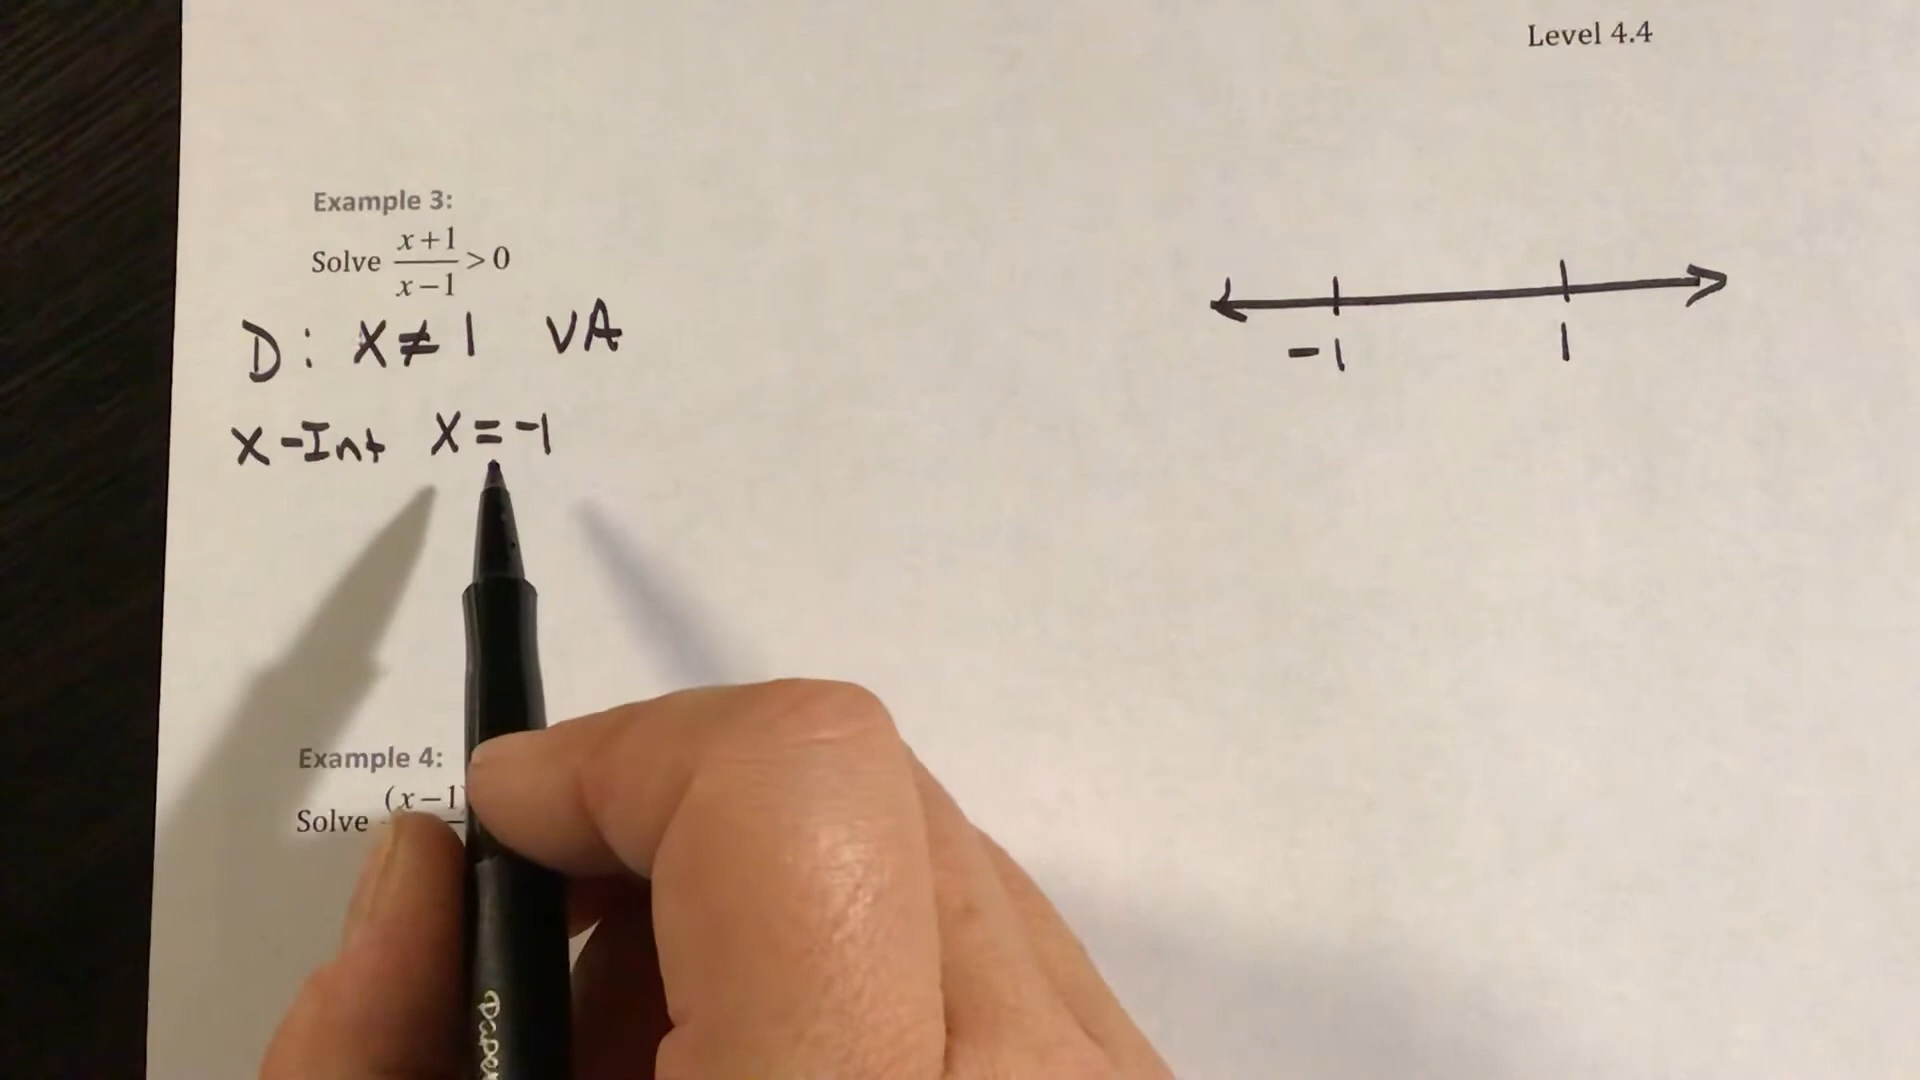 Level 4.4
Example 3:
Solve x+1/x−1 > 0
D: X ≠ 1 VA
X-Int X = -1
-1 1
Example 4:
Solve (x−1)
Paper